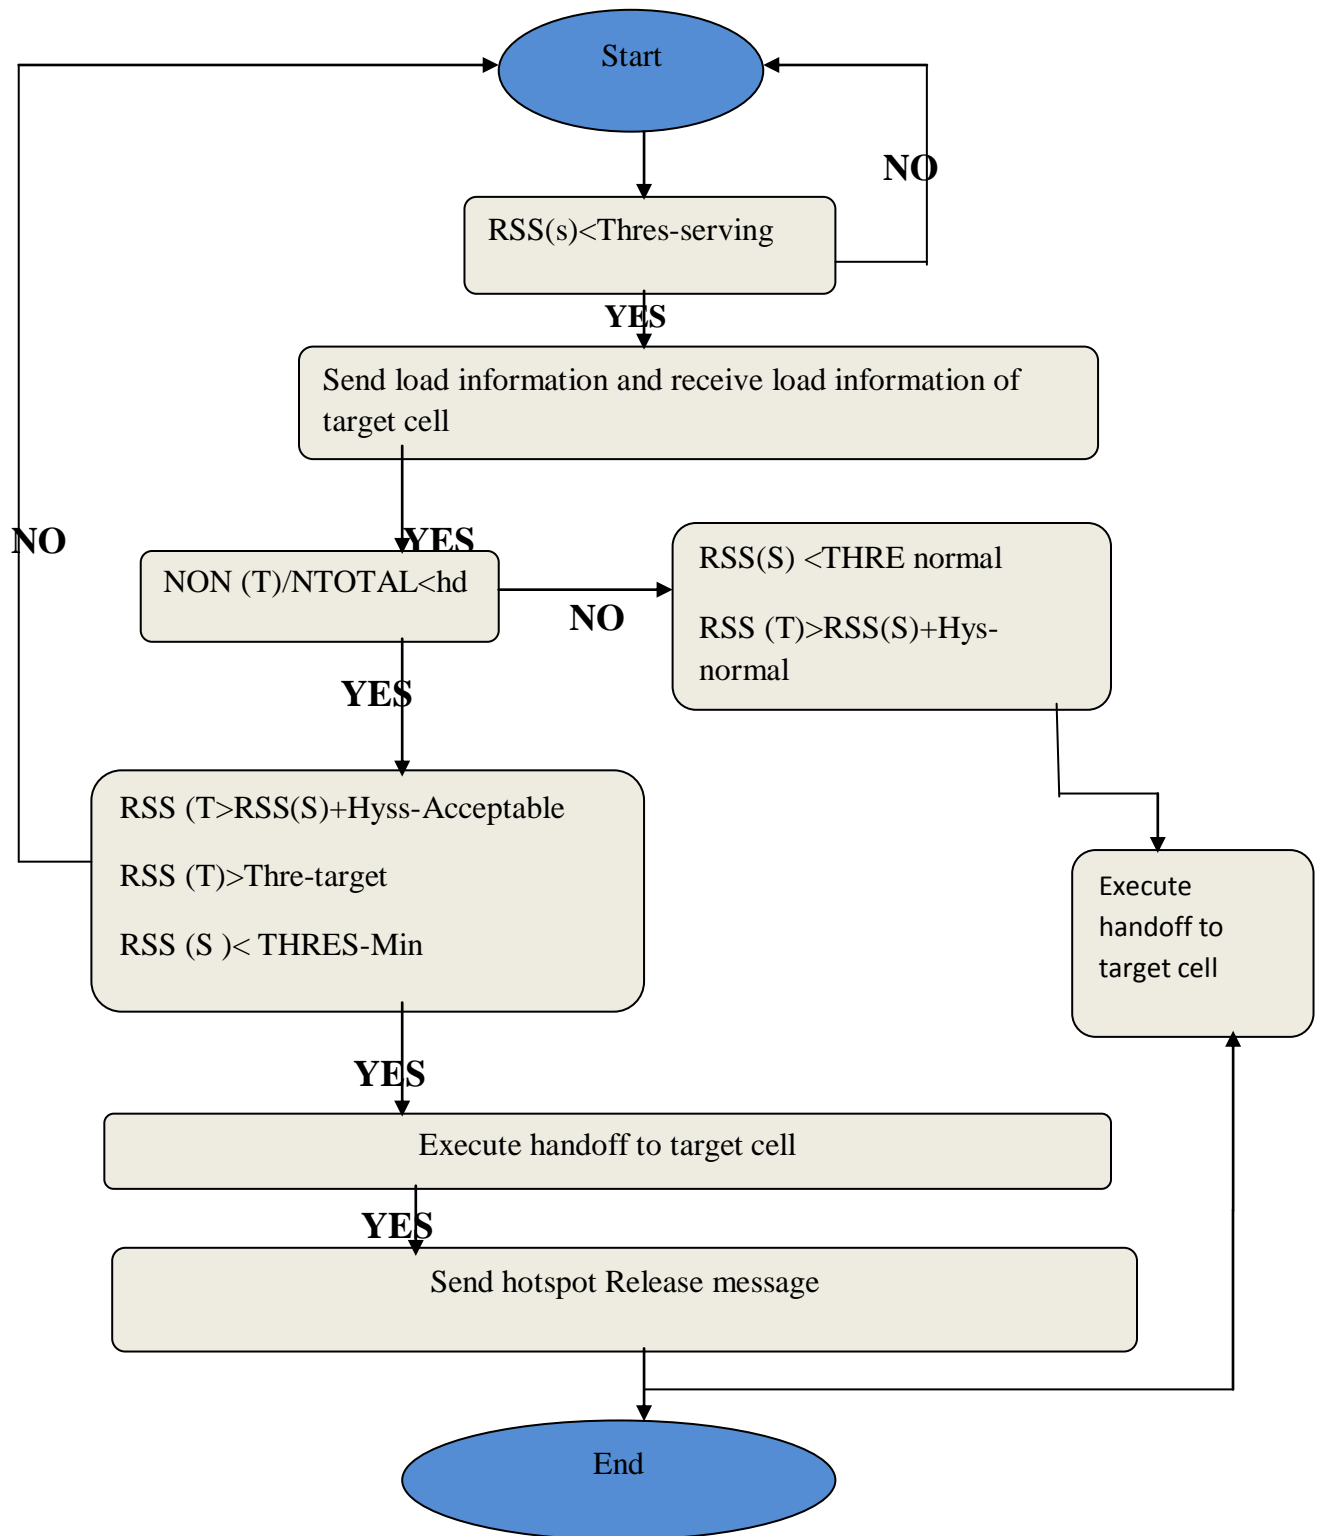 Start
NO
RSS(s)<Thres-serving
YES
Send load information and receive load information of
target cell
NO
YES
NON (T)/NTOTAL<hd
NO
RSS(S) <THRE normal
RSS (T)>RSS(S)+Hys-
normal
YES
RSS (T>RSS(S)+Hyss-Acceptable
RSS (T)>Thre-target
RSS (S )< THRES-Min
Execute
handoff to
target cell
YES
Execute handoff to target cell
YES
Send hotspot Release message
End